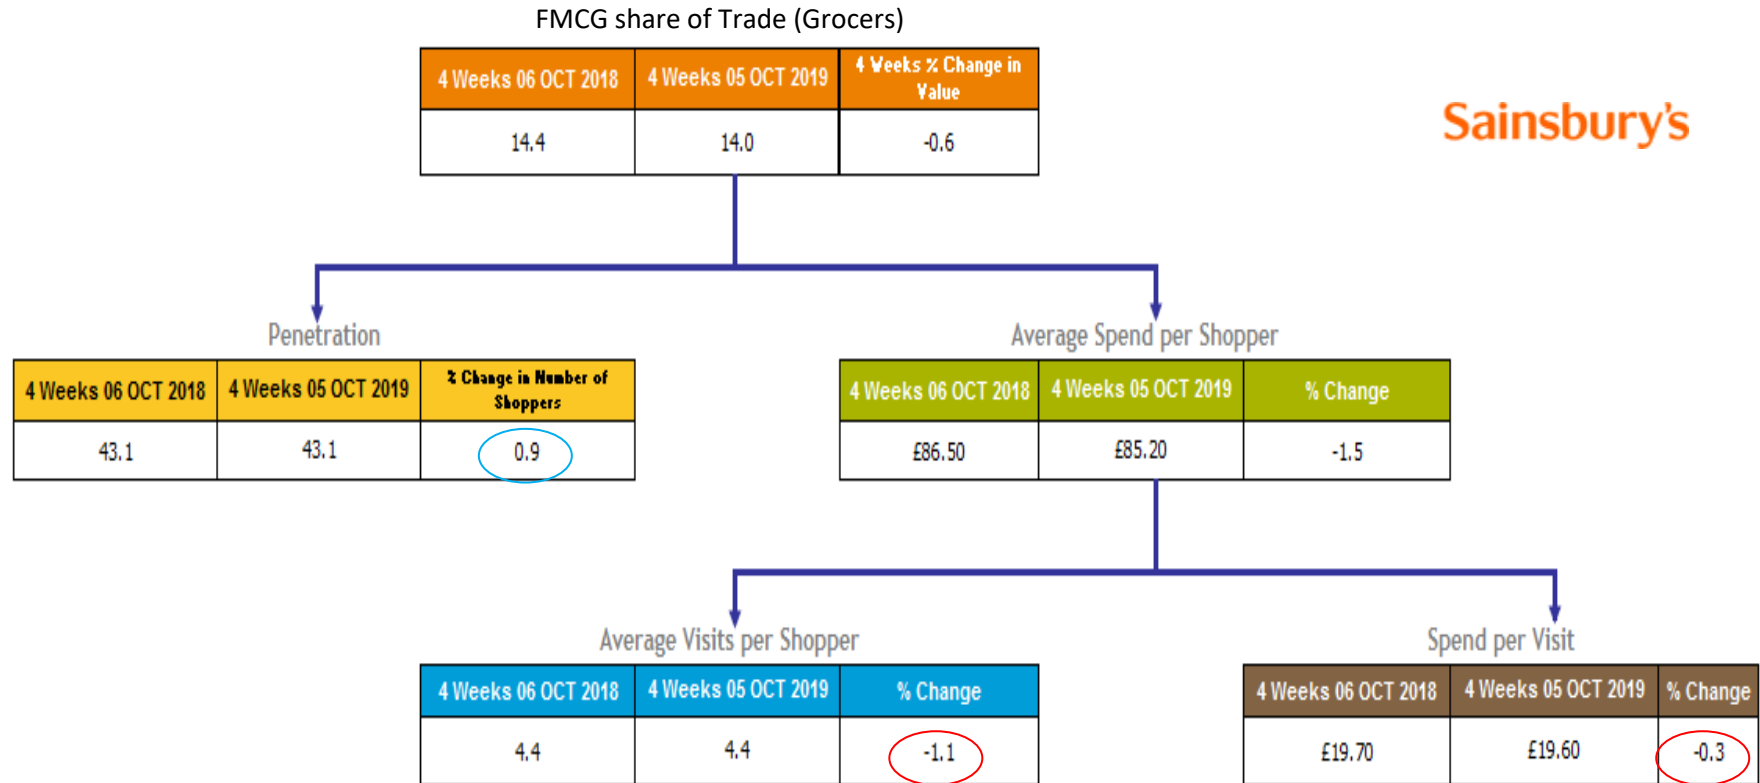 FMCG share of Trade (Grocers)
4 Weeks 06 OCT 2018 4 Weeks 05 OCT 2019 4 Weeks % Change in
Value
14.4 14.0 -0.6
Sainsbury's
Penetration
4 Weeks 06 OCT 2018 4 Weeks 05 OCT 2019 % Change in Number of
Shoppers
43.1 43.1 0.9
Average Spend per Shopper
4 Weeks 06 OCT 2018 4 Weeks 05 OCT 2019 % Change
£86.50 £85.20 -1.5
Average Visits per Shopper
4 Weeks 06 OCT 2018 4 Weeks 05 OCT 2019 % Change
4.4 4.4 -1.1
Spend per Visit
4 Weeks 06 OCT 2018 4 Weeks 05 OCT 2019 % Change
£19.70 £19.60 -0.3